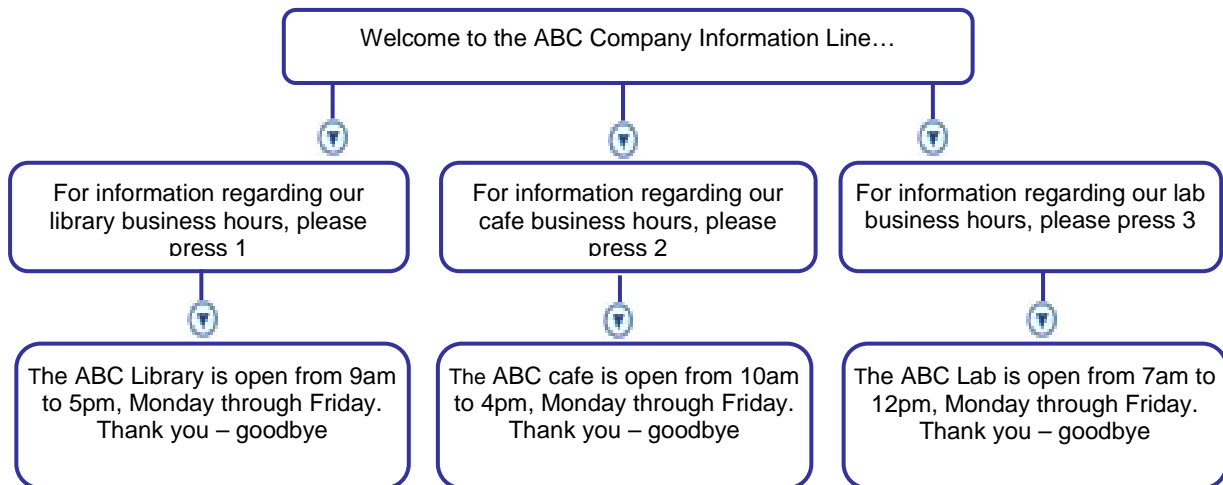 Welcome to the ABC Company Information Line…
For information regarding our
library business hours, please
press 1
For information regarding our
cafe business hours, please
press 2
For information regarding our lab
business hours, please press 3
The ABC Library is open from 9am
to 5pm, Monday through Friday.
Thank you – goodbye
The ABC cafe is open from 10am
to 4pm, Monday through Friday.
Thank you – goodbye
The ABC Lab is open from 7am to
12pm, Monday through Friday.
Thank you – goodbye